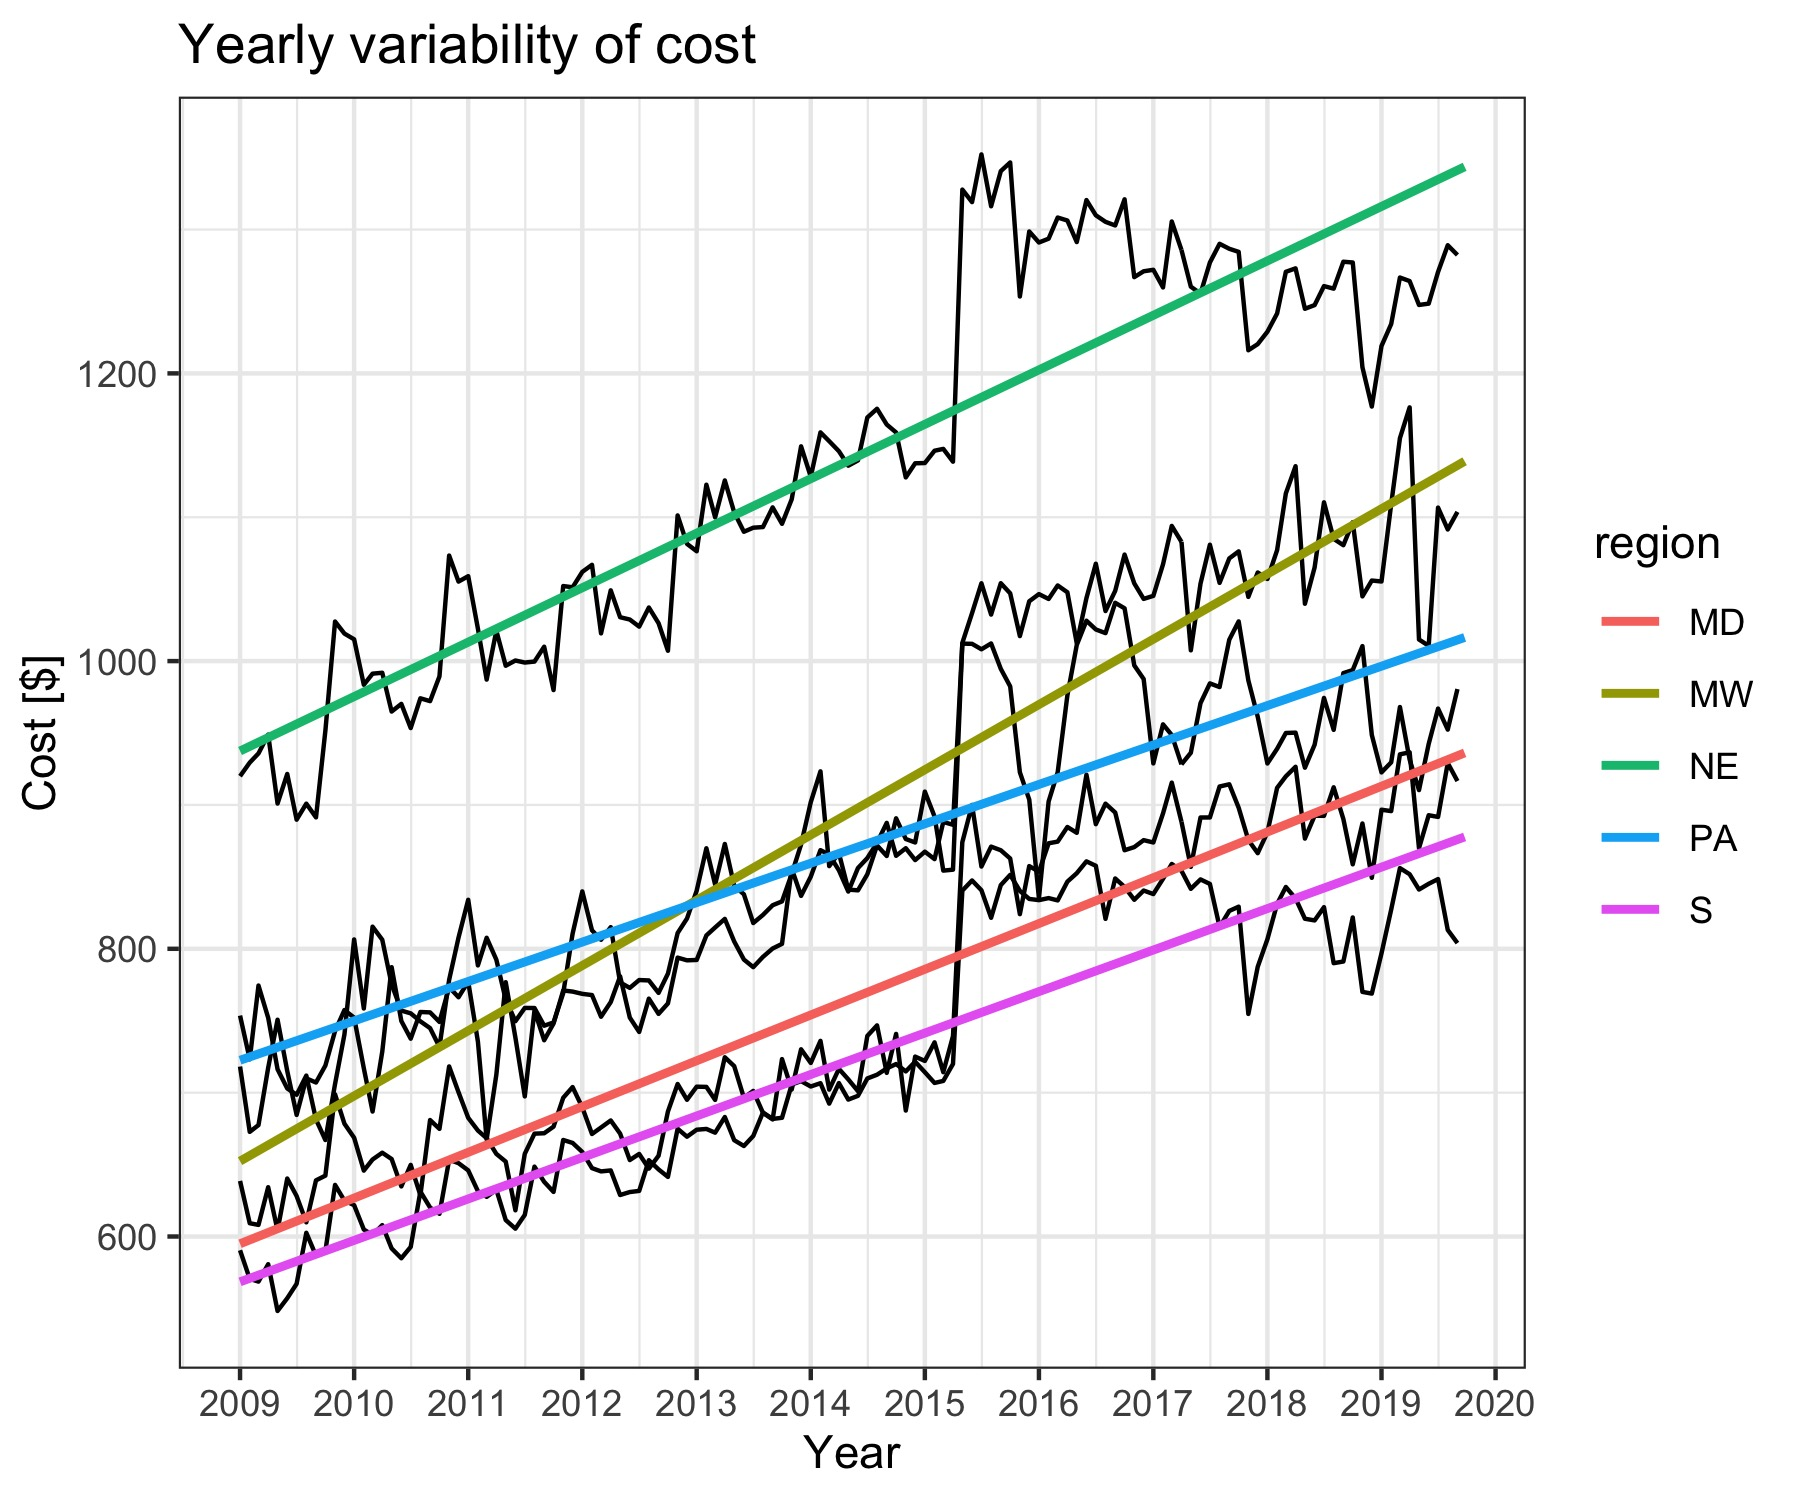 Yearly variability of cost
Cost [$]
1200
1000
800
600
2009 2010 2011 2012 2013 2014 2015 2016 2017 2018 2019 2020
Year
region
MD
MW
NE
PA
S